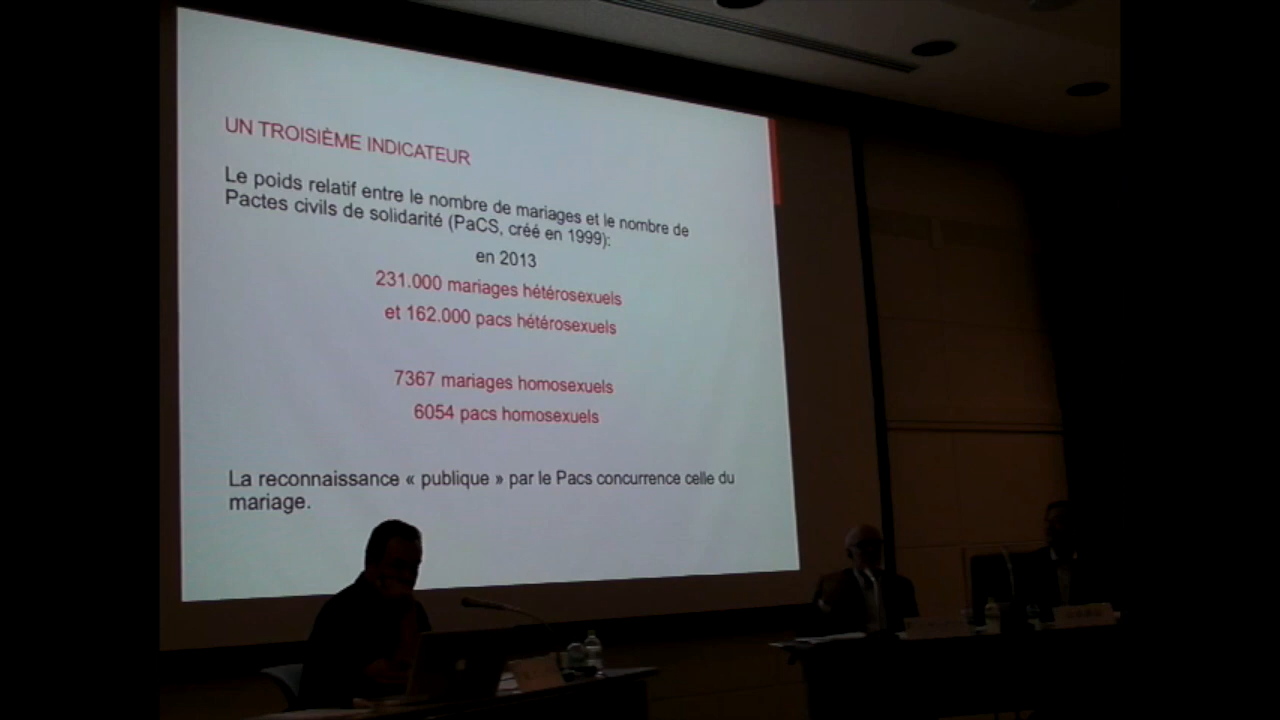 UN TROISIÈME INDICATEUR
Le poids relatif entre le nombre de mariages et le nombre de
Pactes civils de solidarité (PaCS, créé en 1999):
en 2013
231.000 mariages hétérosexuels
et 162.000 pacs hétérosexuels
7367 mariages homosexuels
6054 pacs homosexuels
La reconnaissance « publique » par le Pacs concurrence celle du
mariage.